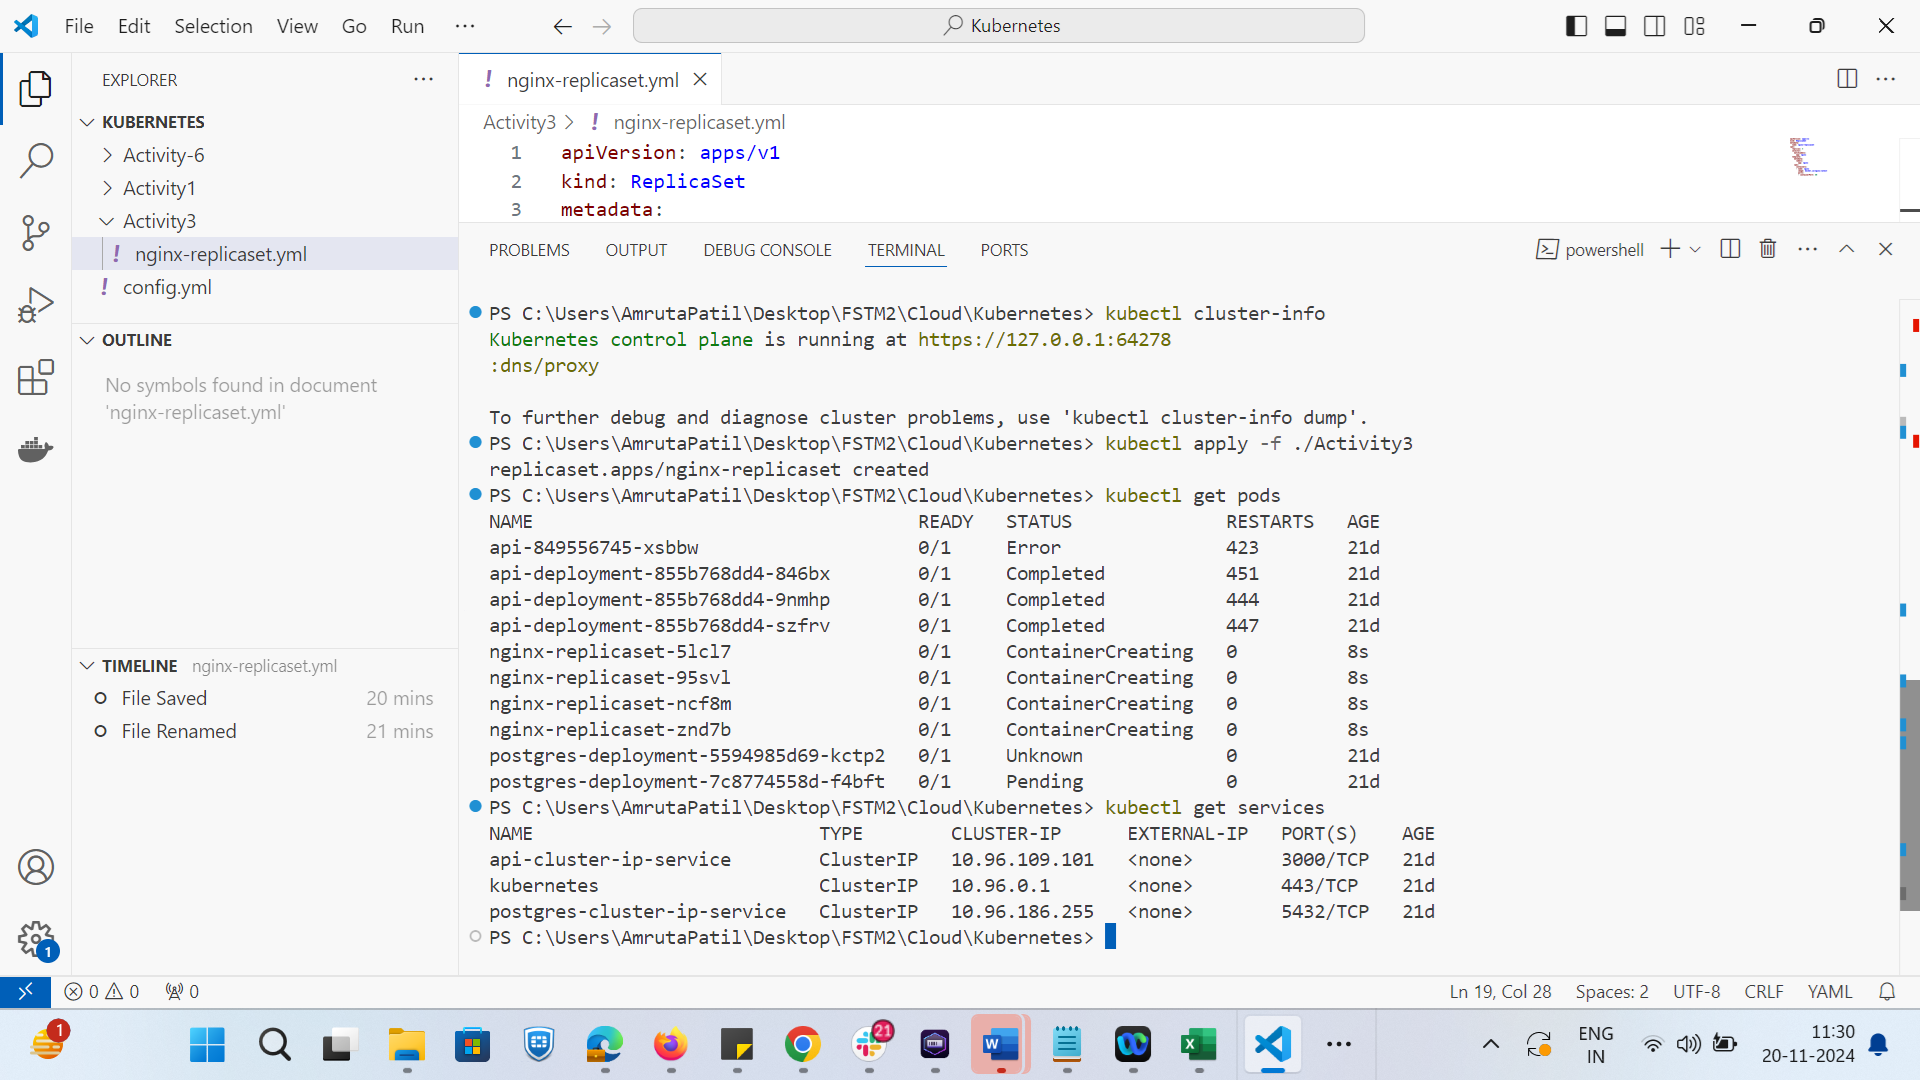 File Edit Selection View Go Run ···
Kubernetes
EXPLORER
KUBERNETES
Activity-6
Activity1
Activity3
! nginx-replicaset.yml
! config.yml
OUTLINE
No symbols found in document
'nginx-replicaset.yml'
TIMELINE nginx-replicaset.yml
File Saved 20 mins
File Renamed 21 mins
! nginx-replicaset.yml
Activity3 > ! nginx-replicaset.yml
1 apiVersion: apps/v1
2 kind: ReplicaSet
3 metadata:
PROBLEMS OUTPUT DEBUG CONSOLE TERMINAL PORTS
powershell
PS C:\Users\AmrutaPatil\Desktop\FSTM2\Cloud\Kubernetes> kubectl cluster-info
Kubernetes control plane is running at https://127.0.0.1:64278
:dns/proxy
To further debug and diagnose cluster problems, use 'kubectl cluster-info dump'.
PS C:\Users\AmrutaPatil\Desktop\FSTM2\Cloud\Kubernetes> kubectl apply -f ./Activity3
replicaset.apps/nginx-replicaset created
PS C:\Users\AmrutaPatil\Desktop\FSTM2\Cloud\Kubernetes> kubectl get pods
NAME READY STATUS RESTARTS AGE
api-849556745-xsbbw 0/1 Error 423 21d
api-deployment-855b768dd4-846bx 0/1 Completed 451 21d
api-deployment-855b768dd4-9nmhp 0/1 Completed 444 21d
api-deployment-855b768dd4-szfrv 0/1 Completed 447 21d
nginx-replicaset-5lcl7 0/1 ContainerCreating 0 8s
nginx-replicaset-95svl 0/1 ContainerCreating 0 8s
nginx-replicaset-ncf8m 0/1 ContainerCreating 0 8s
nginx-replicaset-znd7b 0/1 ContainerCreating 0 8s
postgres-deployment-5594985d69-kctp2 0/1 Unknown 0 21d
postgres-deployment-7c8774558d-f4bft 0/1 Pending 0 21d
PS C:\Users\AmrutaPatil\Desktop\FSTM2\Cloud\Kubernetes> kubectl get services
NAME TYPE CLUSTER-IP EXTERNAL-IP PORT(S) AGE
api-cluster-ip-service ClusterIP 10.96.109.101 <none> 3000/TCP 21d
kubernetes ClusterIP 10.96.0.1 <none> 443/TCP 21d
postgres-cluster-ip-service ClusterIP 10.96.186.255 <none> 5432/TCP 21d
PS C:\Users\AmrutaPatil\Desktop\FSTM2\Cloud\Kubernetes>
1
0 0 0
Ln 19, Col 28 Spaces: 2 UTF-8 CRLF YAML
1
21
ENG
IN
11:30
20-11-2024